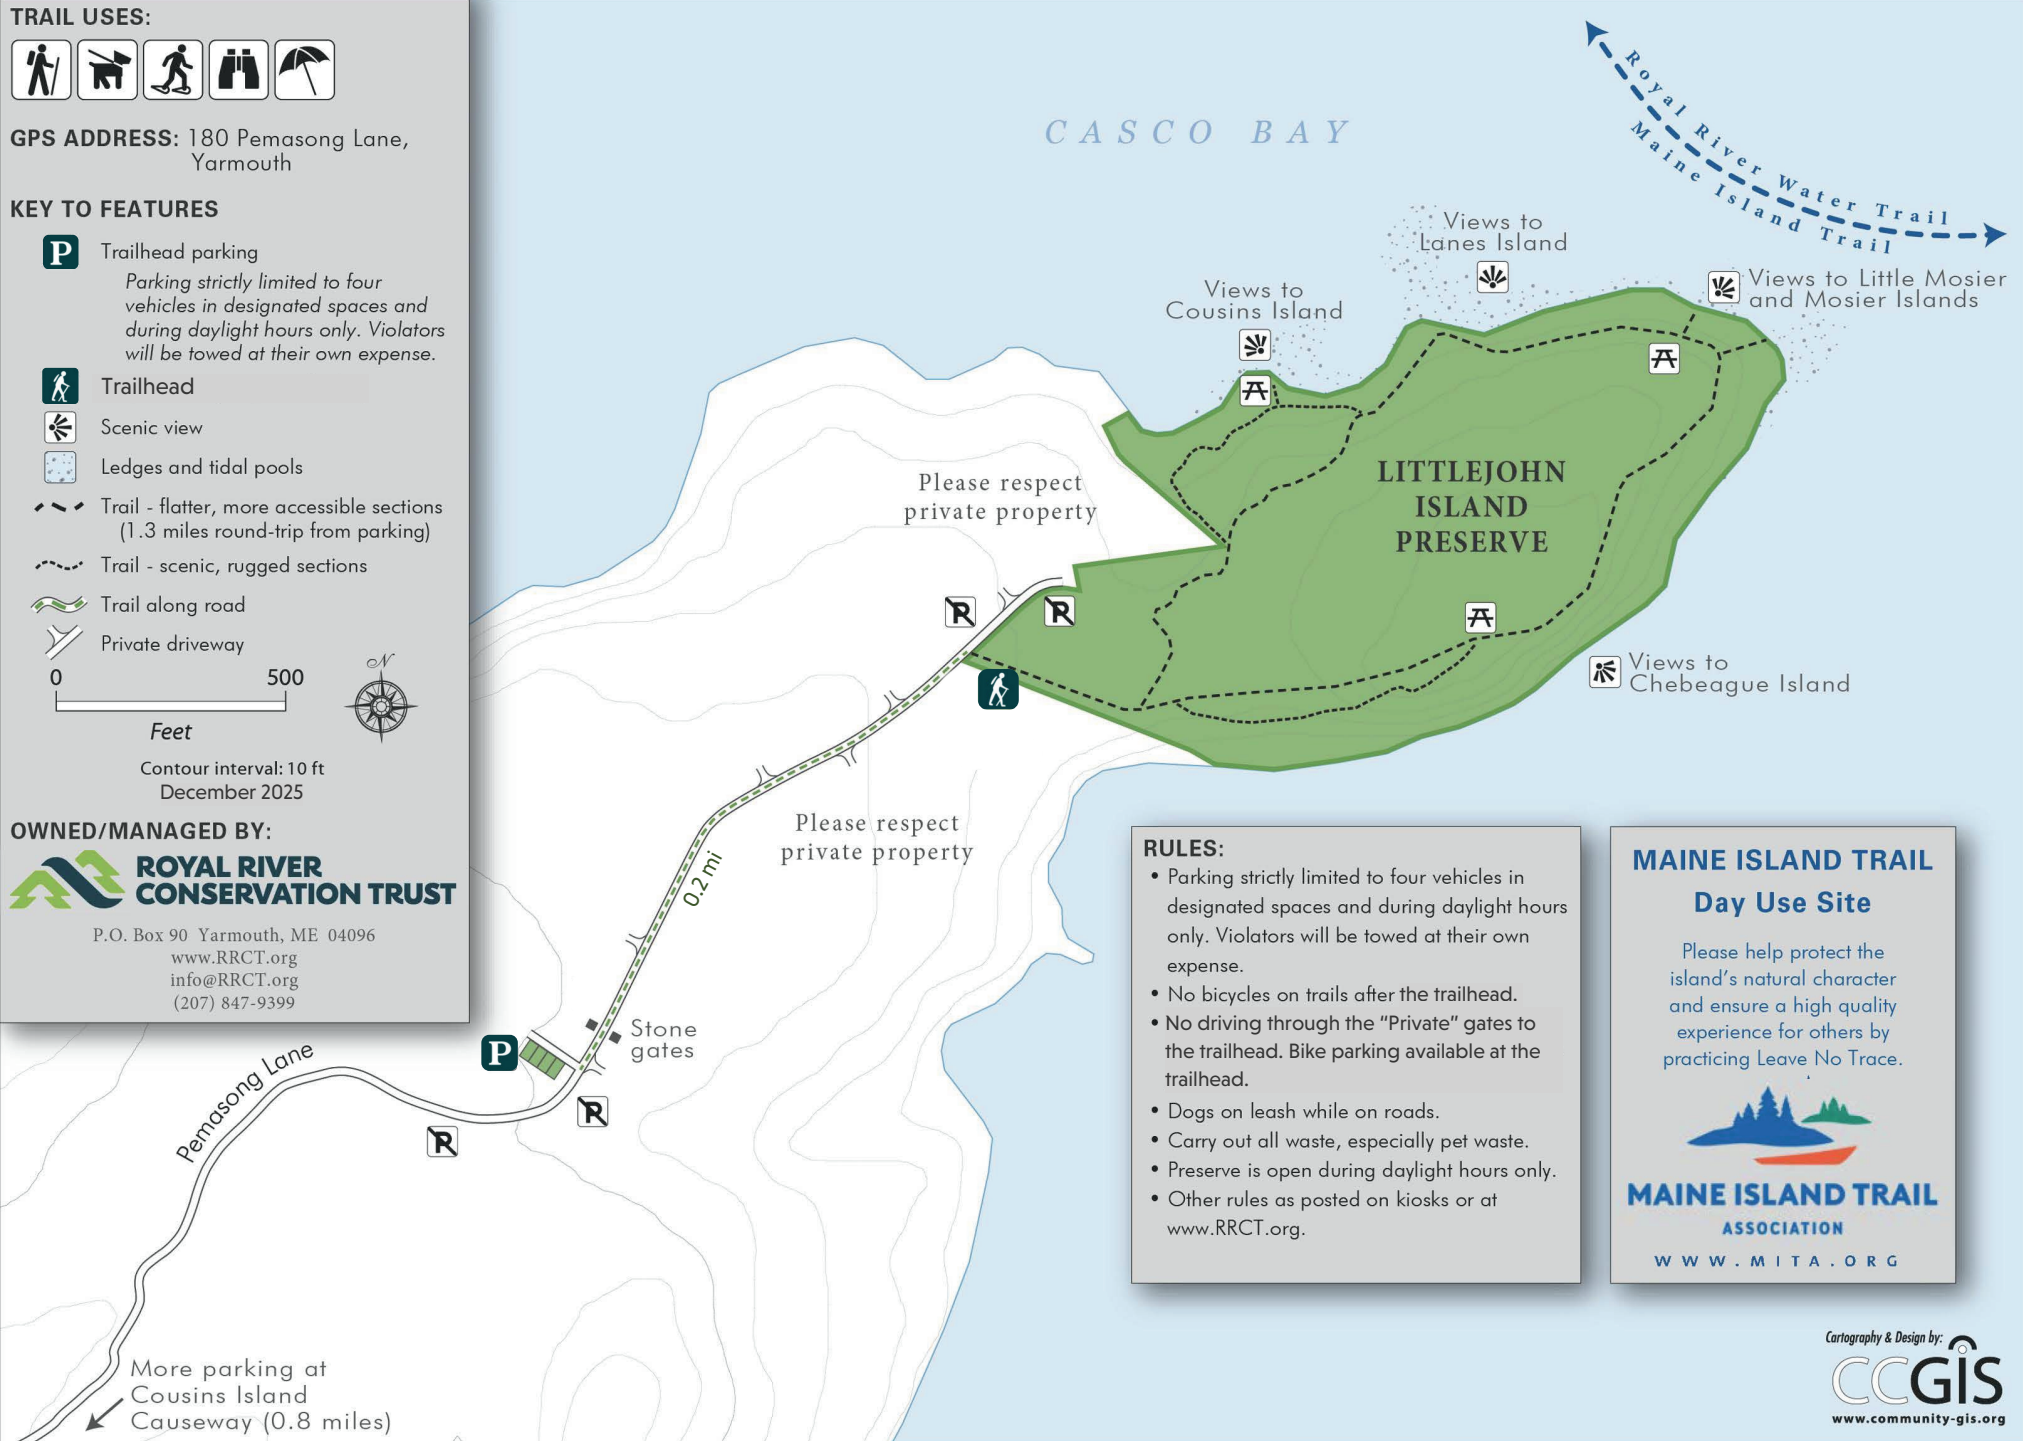 TRAIL USES:
GPS ADDRESS: 180 Pemasong Lane,
Yarmouth
KEY TO FEATURES
P
Trailhead parking
Parking strictly limited to four
vehicles in designated spaces and
during daylight hours only. Violators
will be towed at their own expense.
Trailhead
Scenic view
Ledges and tidal pools
Trail - flatter, more accessible sections
(1.3 miles round-trip from parking)
Trail - scenic, rugged sections
Trail along road
Private driveway
0 500
Feet
N
Contour interval: 10 ft
December 2025
OWNED/MANAGED BY:
ROYAL RIVER
CONSERVATION TRUST
P.O. Box 90 Yarmouth, ME 04096
www.RRCT.org
info@RRCT.org
(207) 847-9399
CASCO BAY
Royal River Water Trail
Maine Island Trail
Views to
Lanes Island
Views to
Cousins Island
Views to Little Mosier
and Mosier Islands
LITTLEJOHN
ISLAND
PRESERVE
Please respect
private property
P
P
Views to
Chebeague Island
Please respect
private property
0.2 mi
Stone
gates
P
P
P
Pemasong Lane
More parking at
Cousins Island
Causeway (0.8 miles)
RULES:
• Parking strictly limited to four vehicles in
designated spaces and during daylight hours
only. Violators will be towed at their own
expense.
• No bicycles on trails after the trailhead.
• No driving through the “Private” gates to
the trailhead. Bike parking available at the
trailhead.
• Dogs on leash while on roads.
• Carry out all waste, especially pet waste.
• Preserve is open during daylight hours only.
• Other rules as posted on kiosks or at
www.RRCT.org.
MAINE ISLAND TRAIL
Day Use Site
Please help protect the
island’s natural character
and ensure a high quality
experience for others by
practicing Leave No Trace.
MAINE ISLAND TRAIL
ASSOCIATION
WWW.MITA.ORG
Cartography & Design by:
CCGIS
www.community-gis.org